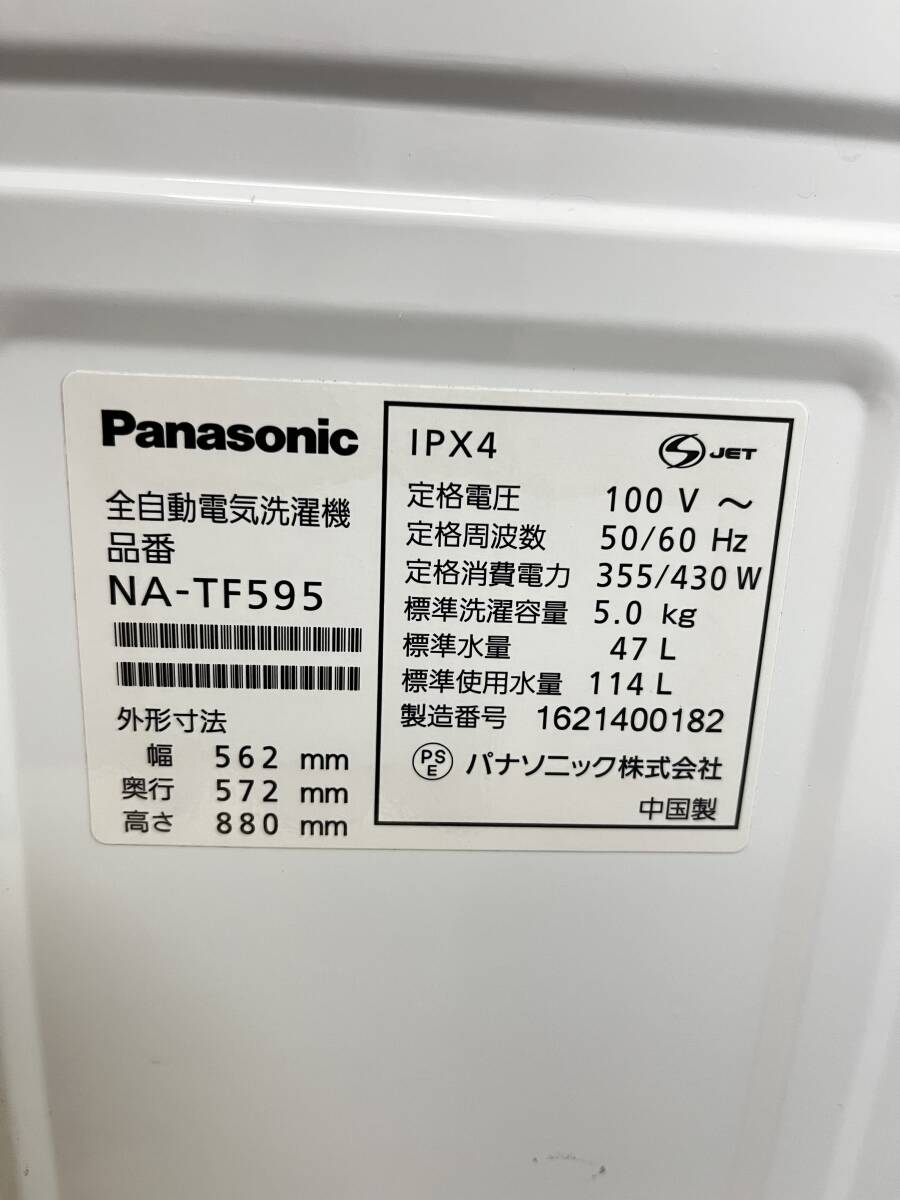 Panasonic
全自動電気洗濯機
品番
NA-TF595
外形寸法
幅 562 mm
奥行 572 mm
高さ 880 mm
IPX4
S JET
定格電圧 100 V ～
定格周波数 50/60 Hz
定格消費電力 355/430 W
標準洗濯容量 5.0 kg
標準水量 47 L
標準使用水量 114 L
製造番号 1621400182
PS E パナソニック株式会社
中国製